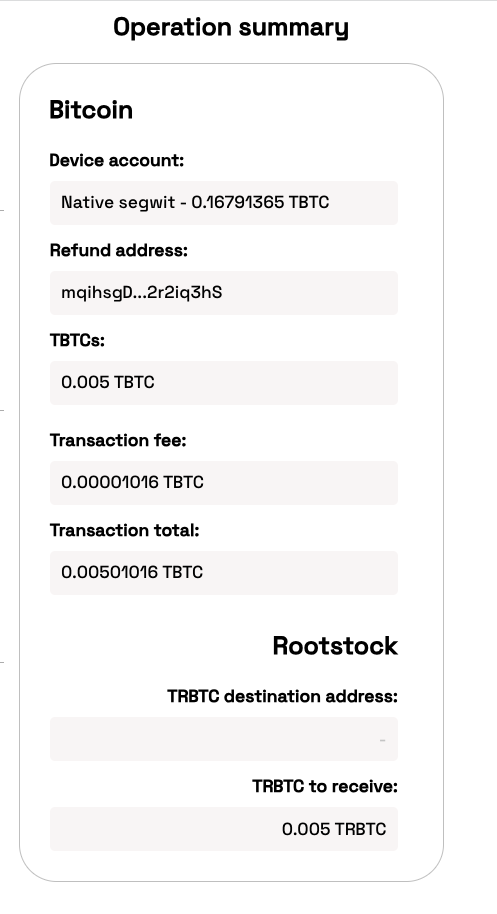 Operation summary
Bitcoin
Device account:
Native segwit - 0.16791365 TBTC
Refund address:
mqihsgD...2r2iq3hS
TBTCs:
0.005 TBTC
Transaction fee:
0.00001016 TBTC
Transaction total:
0.00501016 TBTC
Rootstock
TRBTC destination address:
-
TRBTC to receive:
0.005 TRBTC